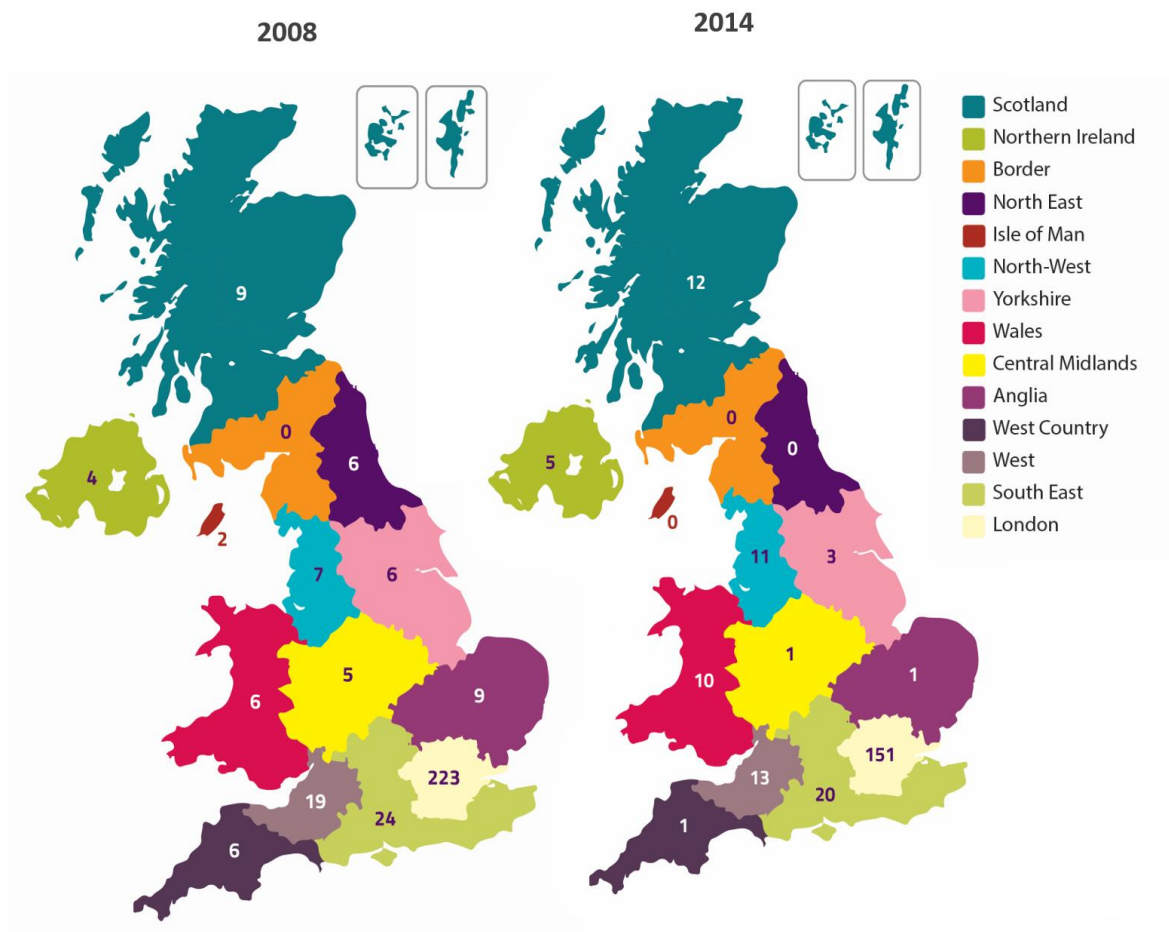 2008
2014
9
0
4
6
2
7
6
5
6
9
223
19
24
6
12
0
5
0
0
11
3
1
10
1
151
13
20
1
Scotland
Northern Ireland
Border
North East
Isle of Man
North-West
Yorkshire
Wales
Central Midlands
Anglia
West Country
West
South East
London